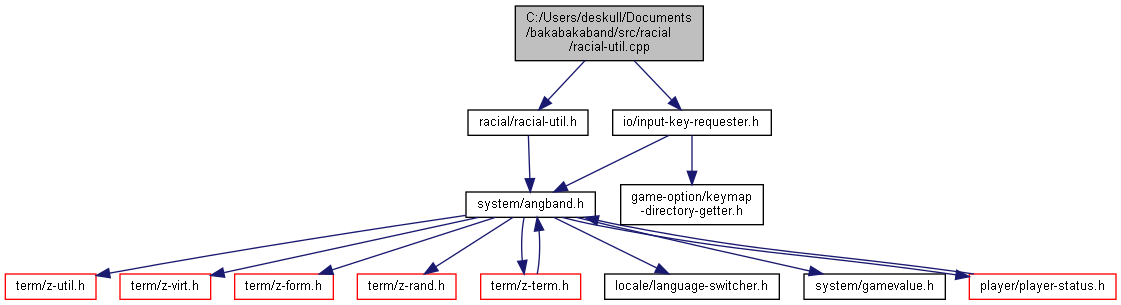 C:/Users/deskull/Documents
/bakabakaband/src/racial
/racial-util.cpp
racial/racial-util.h
io/input-key-requester.h
system/angband.h
game-option/keymap
-directory-getter.h
term/z-util.h
term/z-virt.h
term/z-form.h
term/z-rand.h
term/z-term.h
locale/language-switcher.h
system/gamevalue.h
player/player-status.h